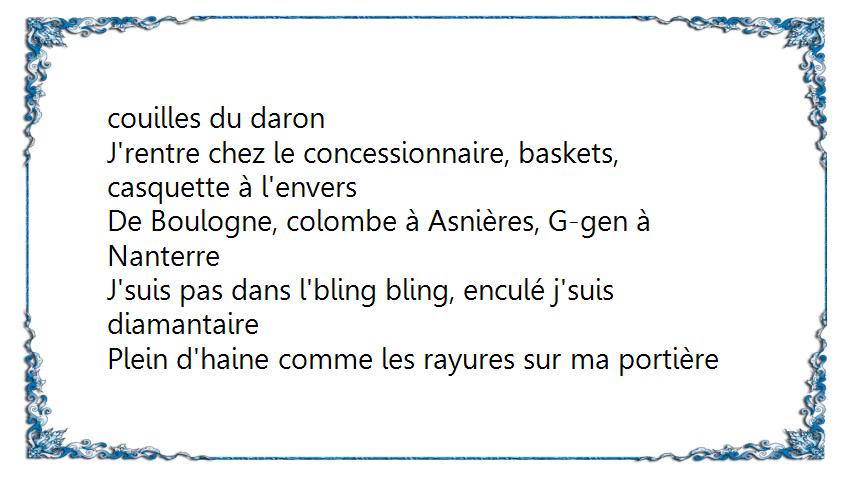 couilles du daron
J'rentre chez le concessionnaire, baskets,
casquette à l'envers
De Boulogne, colombe à Asnières, G-gen à
Nanterre
J'suis pas dans l'bling bling, enculé j'suis
diamantaire
Plein d'haine comme les rayures sur ma portière